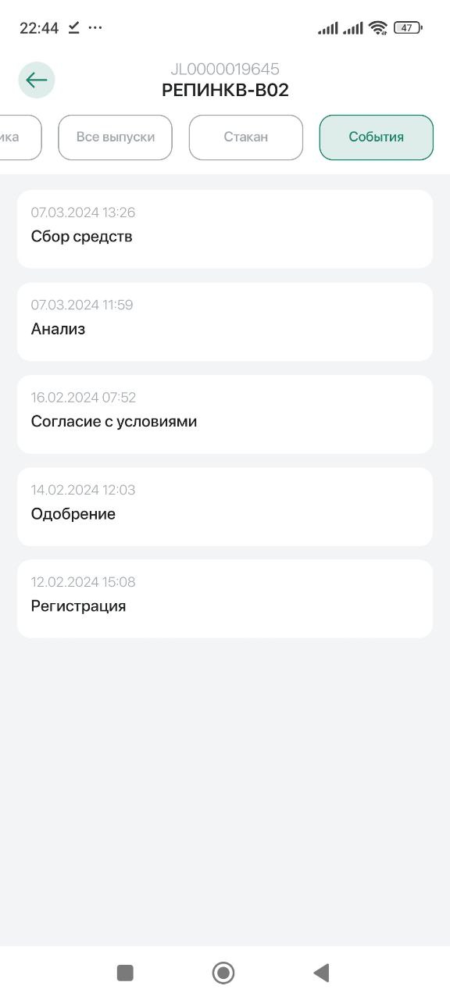 22:44
47
JL0000019645
РЕПИНКВ-В02
ика
Все выпуски
Стакан
События
07.03.2024 13:26
Сбор средств
07.03.2024 11:59
Анализ
16.02.2024 07:52
Согласие с условиями
14.02.2024 12:03
Одобрение
12.02.2024 15:08
Регистрация